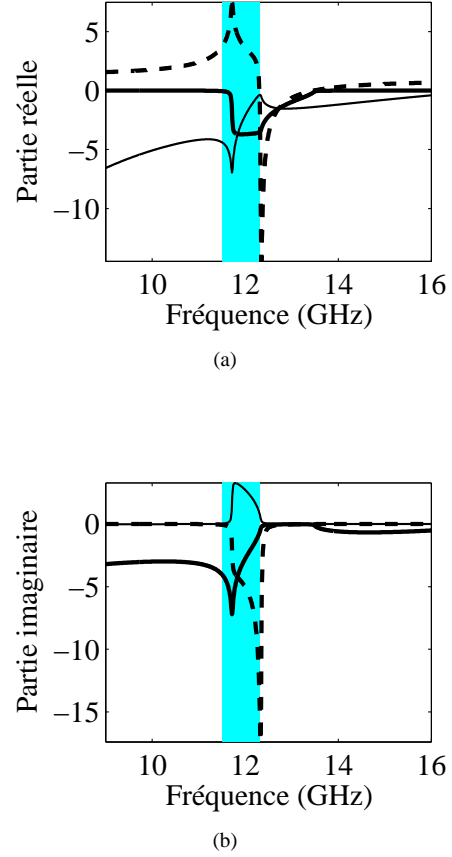 5
0
−5
−10
Partie réelle
10 12 14 16
Fréquence (GHz)
(a)
0
−5
−10
−15
Partie imaginaire
10 12 14 16
Fréquence (GHz)
(b)